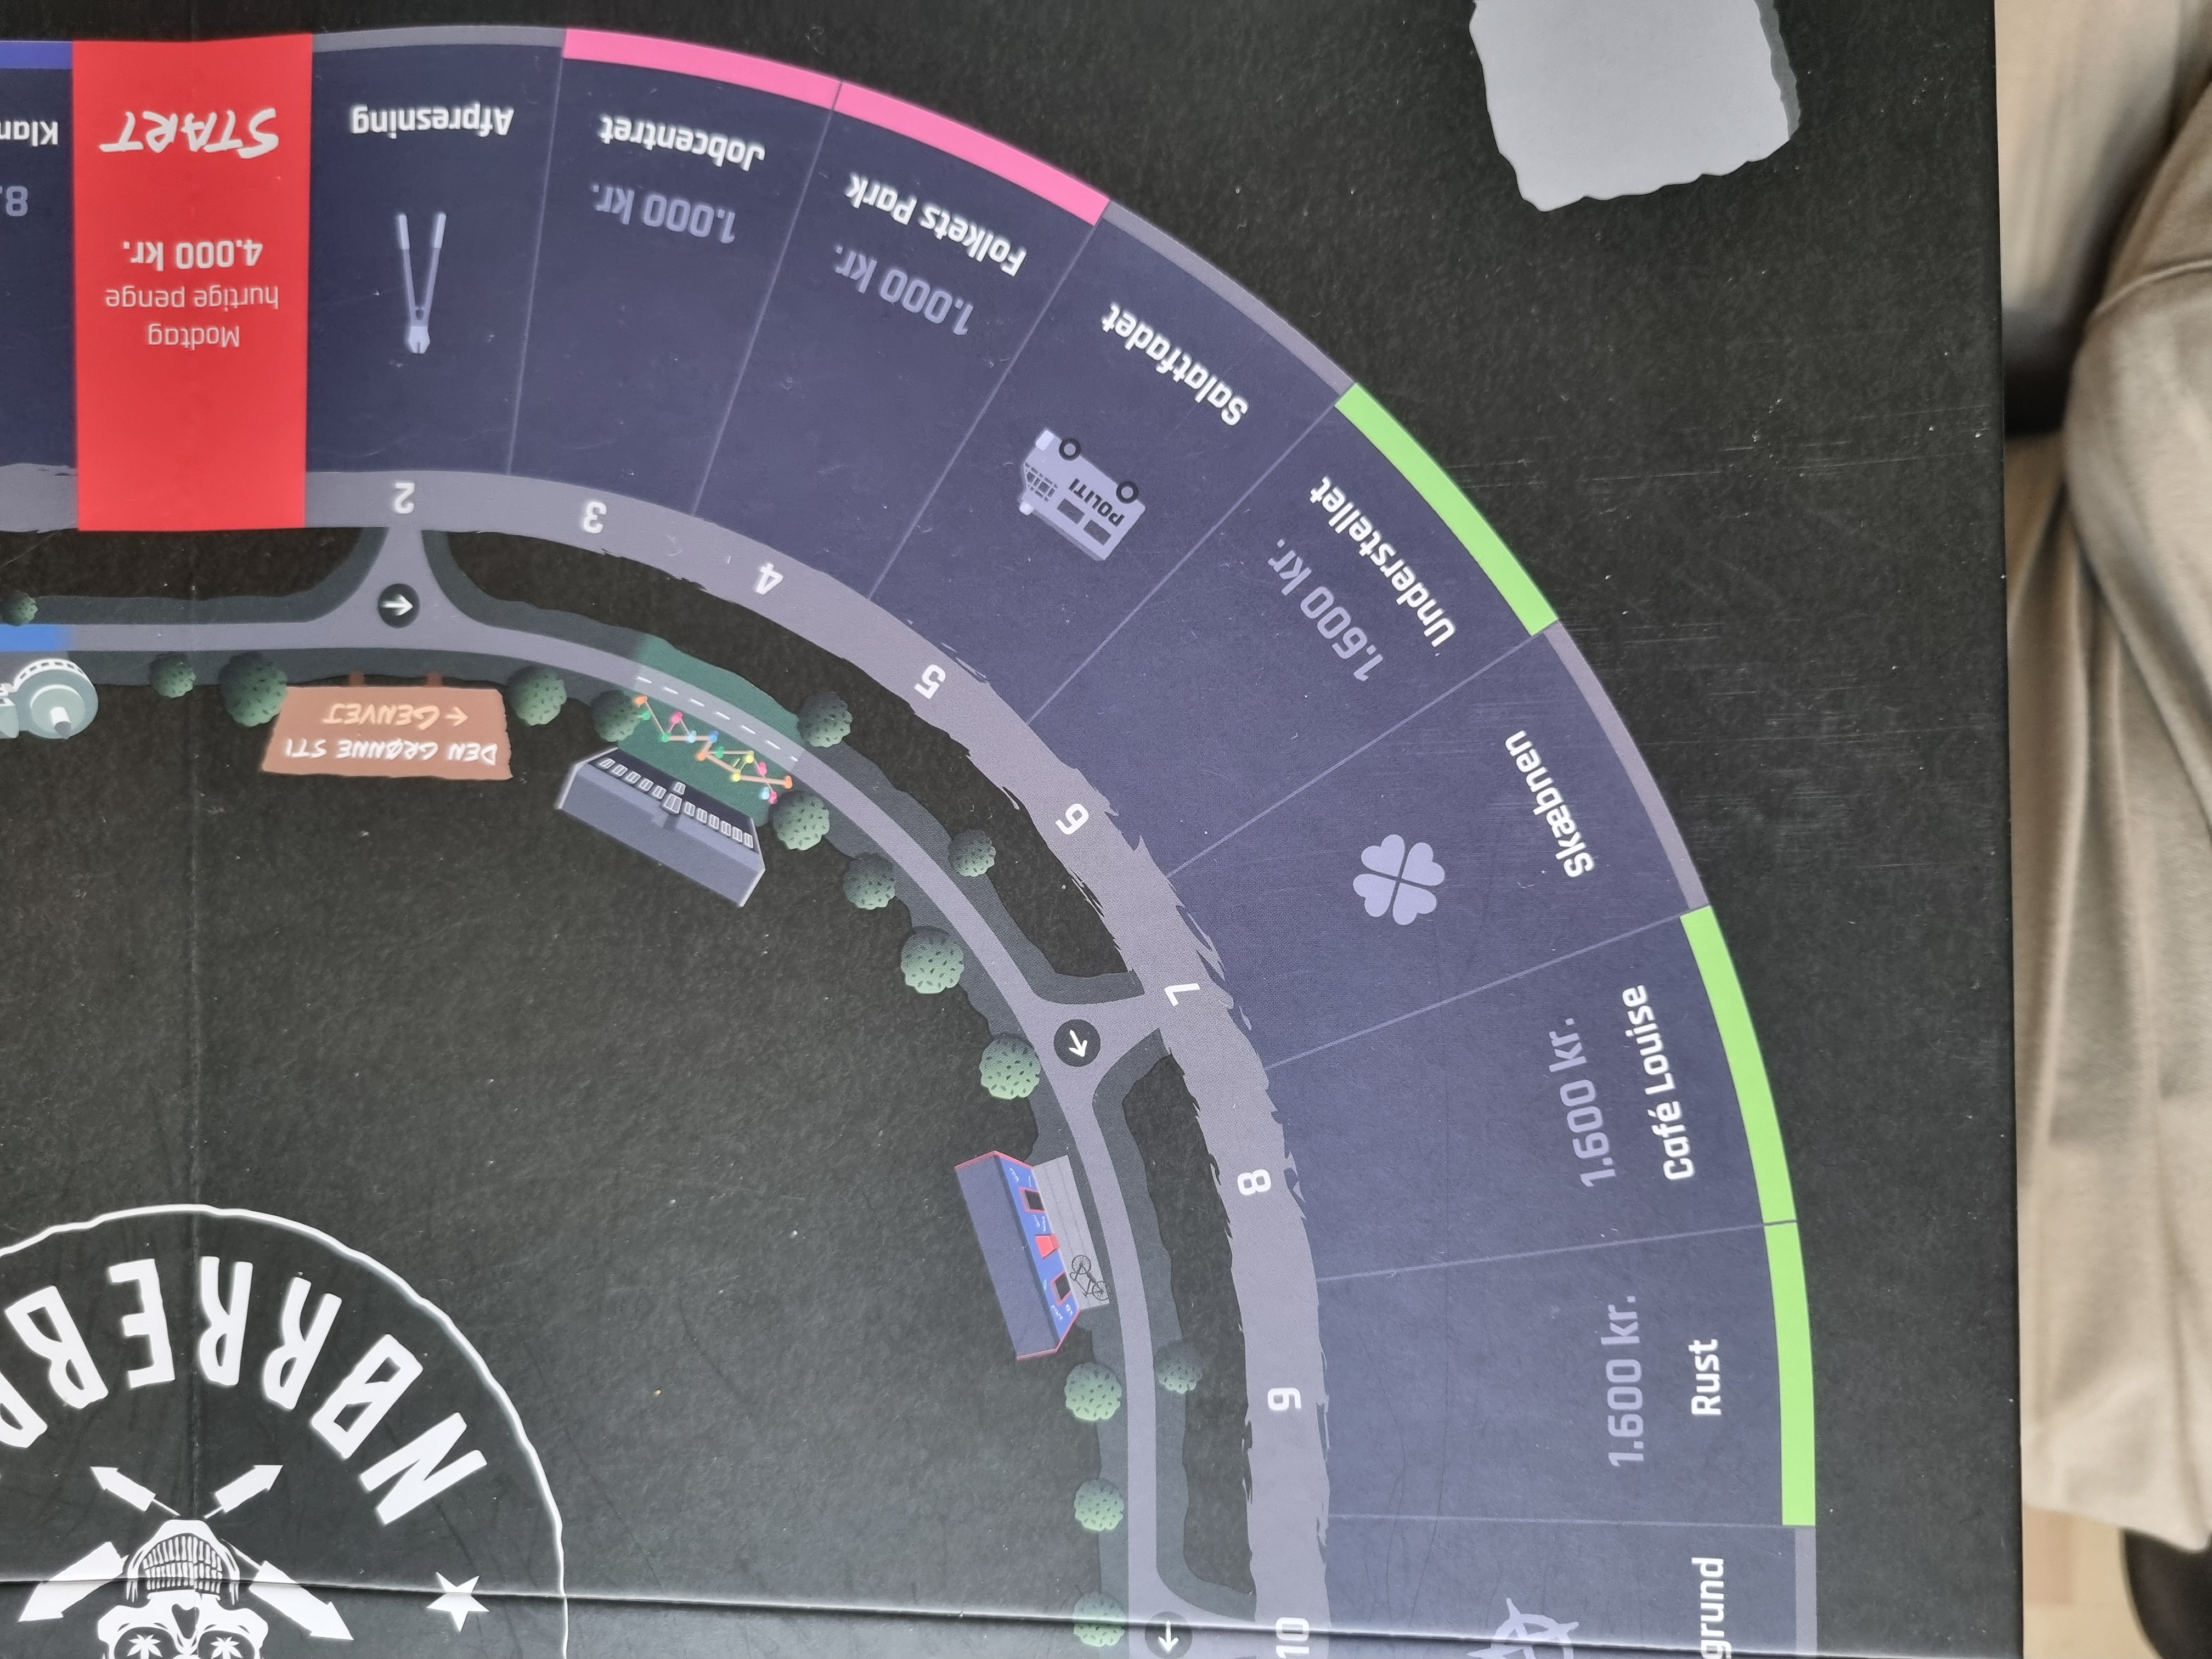 NØRREB
8.
Klan
Modtag
hurtige penge
4.000 kr.
START
DEN GRØNNE STI
← GENVEJ
2
Afpresning
3
1.000 kr.
Jobcentret
4
1.000 kr.
Folkets Park
5
POLITI
Salatfadet
6
1.600 kr.
Understellet
7
Skæbnen
8
1.600 kr.
Café Louise
9
1.600 kr.
Rust
10
grund